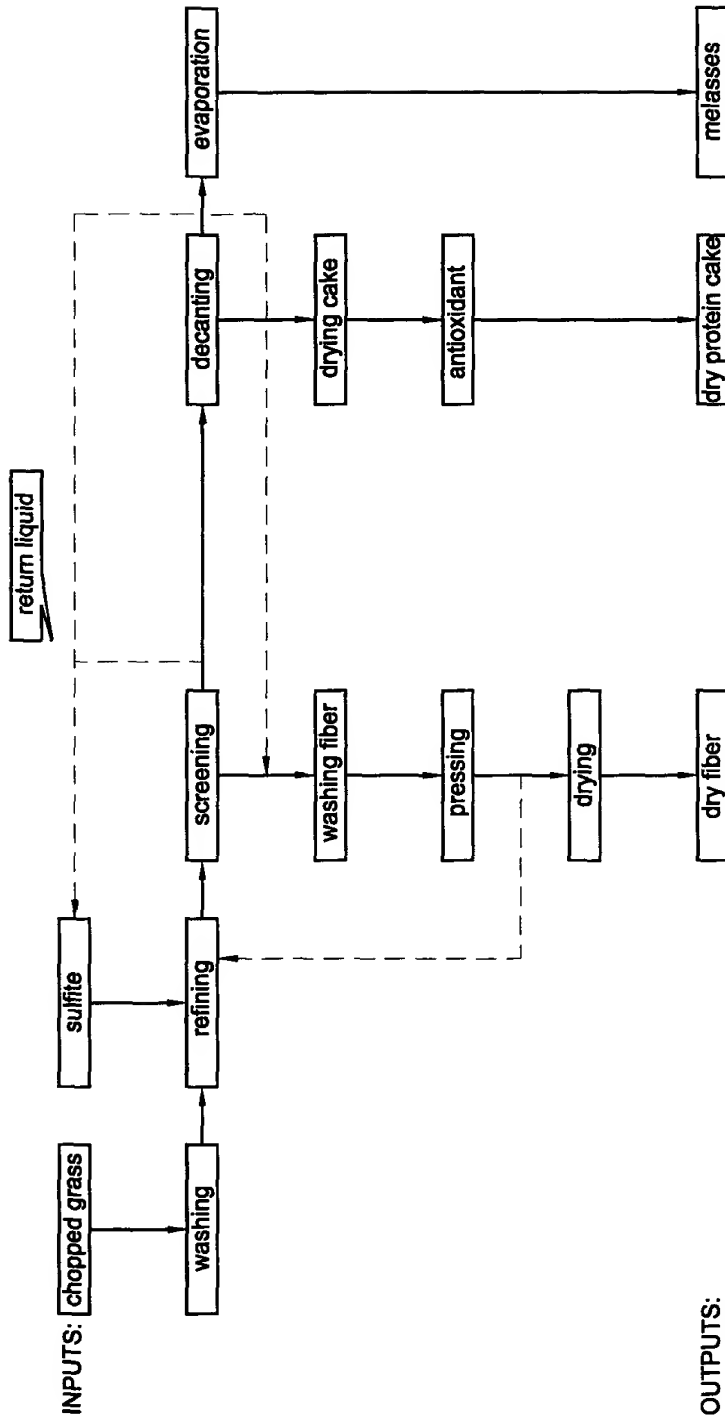 return liquid
INPUTS:
chopped grass
sulfite
washing
refining
screening
decanting
evaporation
washing fiber
drying cake
pressing
antioxidant
drying
OUTPUTS:
dry fiber
dry protein cake
melasses